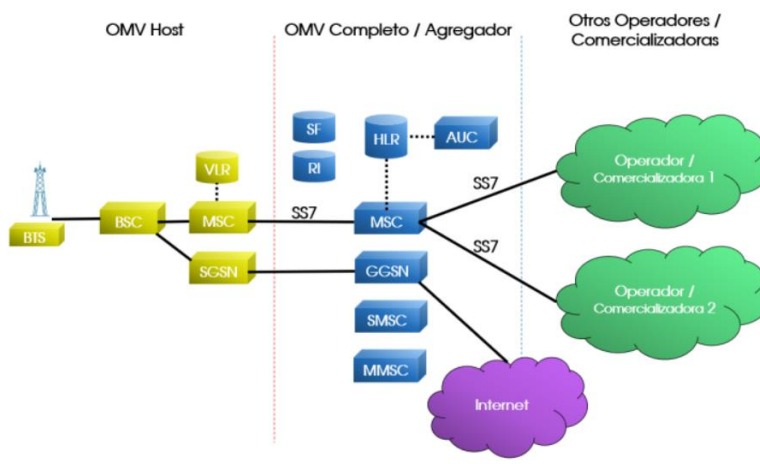 OMV Host
OMV Completo / Agregador
Otros Operadores /
Comercializadoras
SF
HLR
AUC
VLR
RI
Operador /
Comercializadora 1
SS7
BTS
BSC
MSC
SS7
MSC
SS7
SGSN
GGSN
Operador /
Comercializadora 2
SMSC
MMSC
Internet